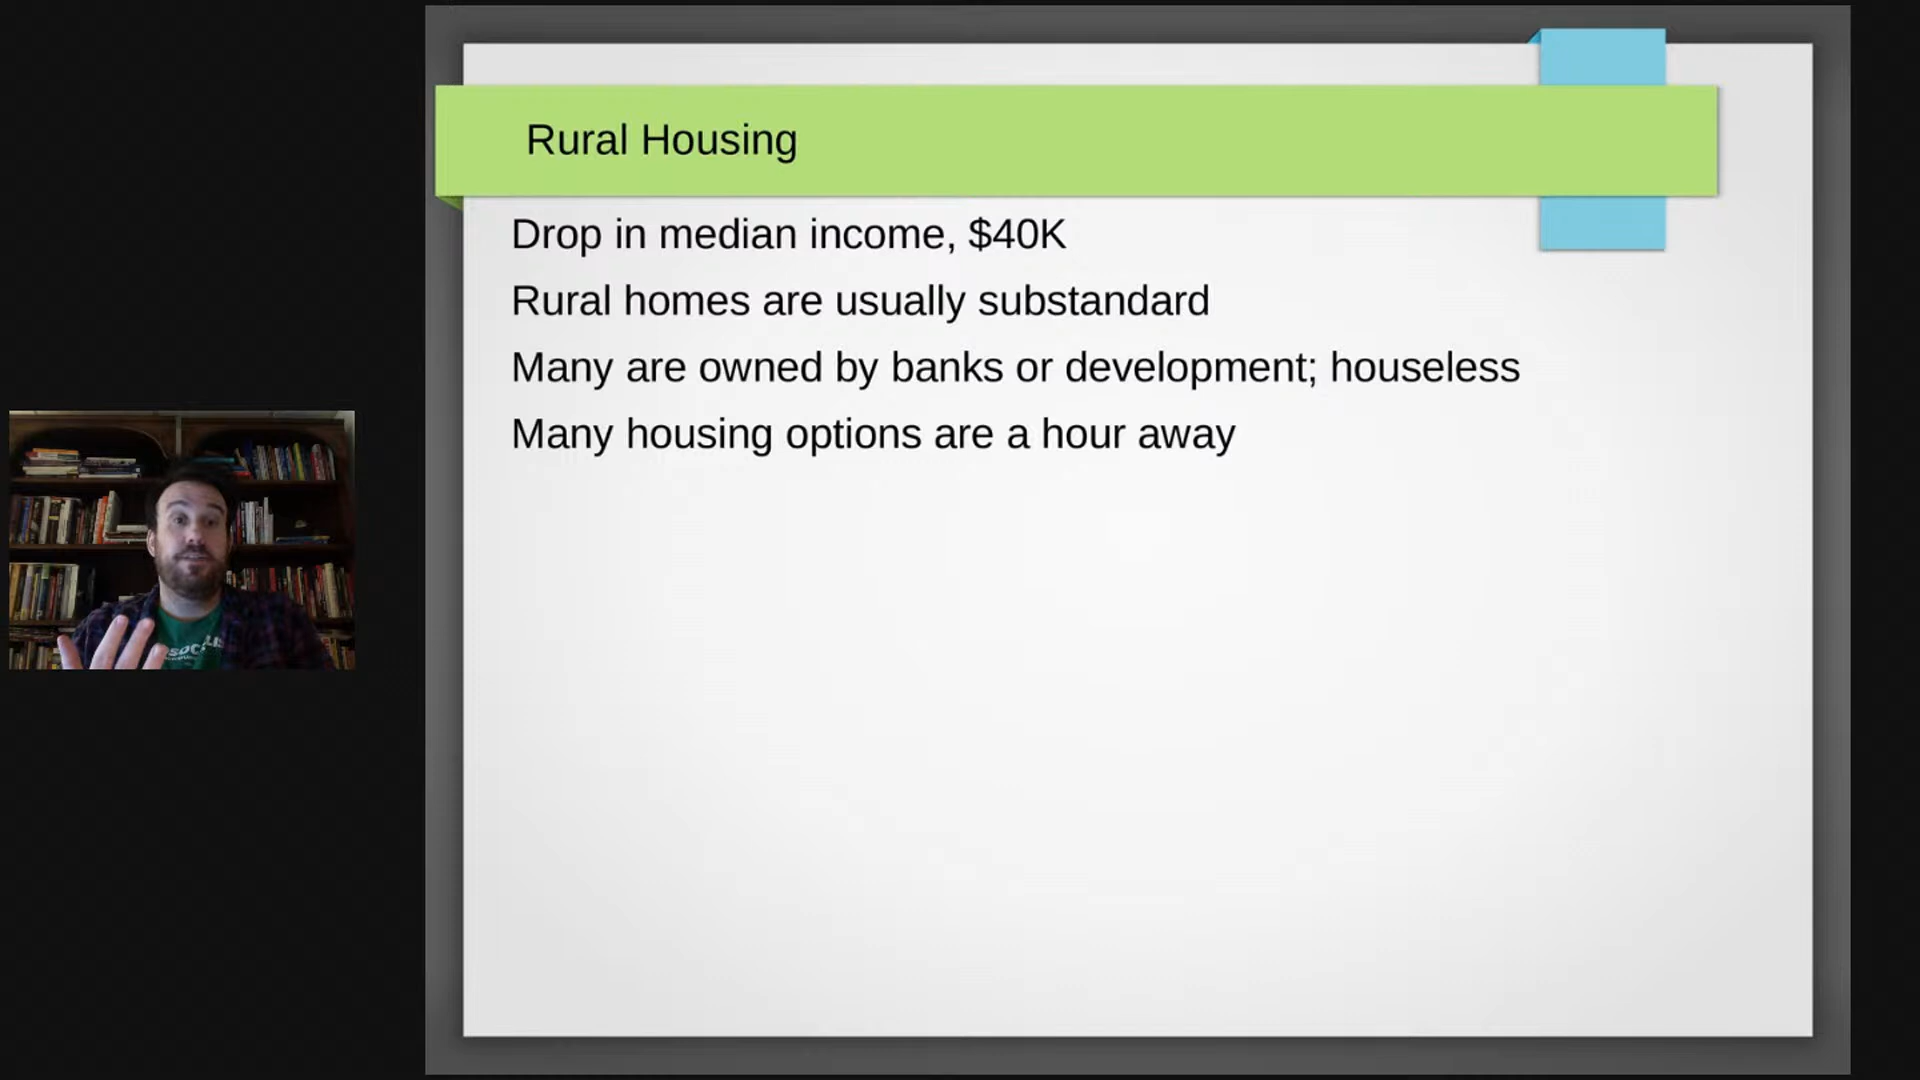 Rural Housing
Drop in median income, $40K
Rural homes are usually substandard
Many are owned by banks or development; houseless
Many housing options are a hour away